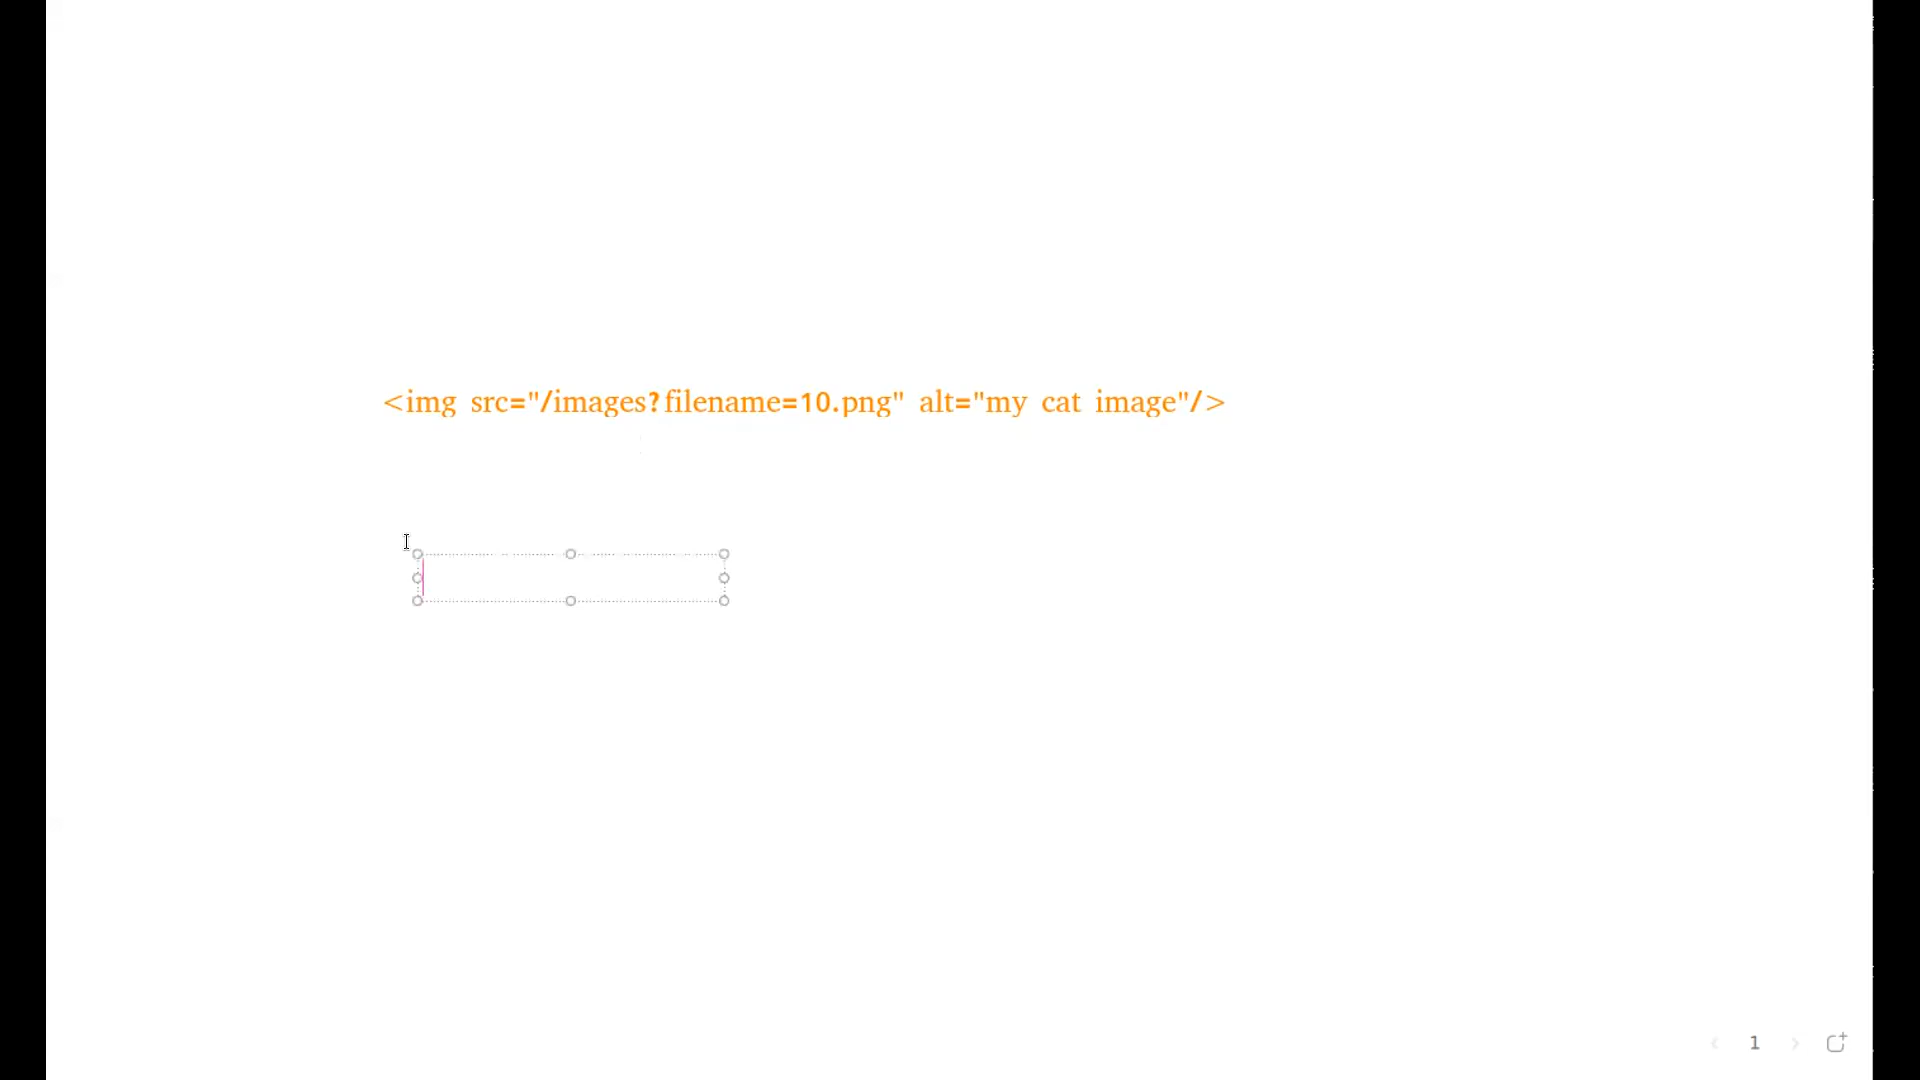 <img src="/images?filename=10.png" alt="my cat image"/>
1